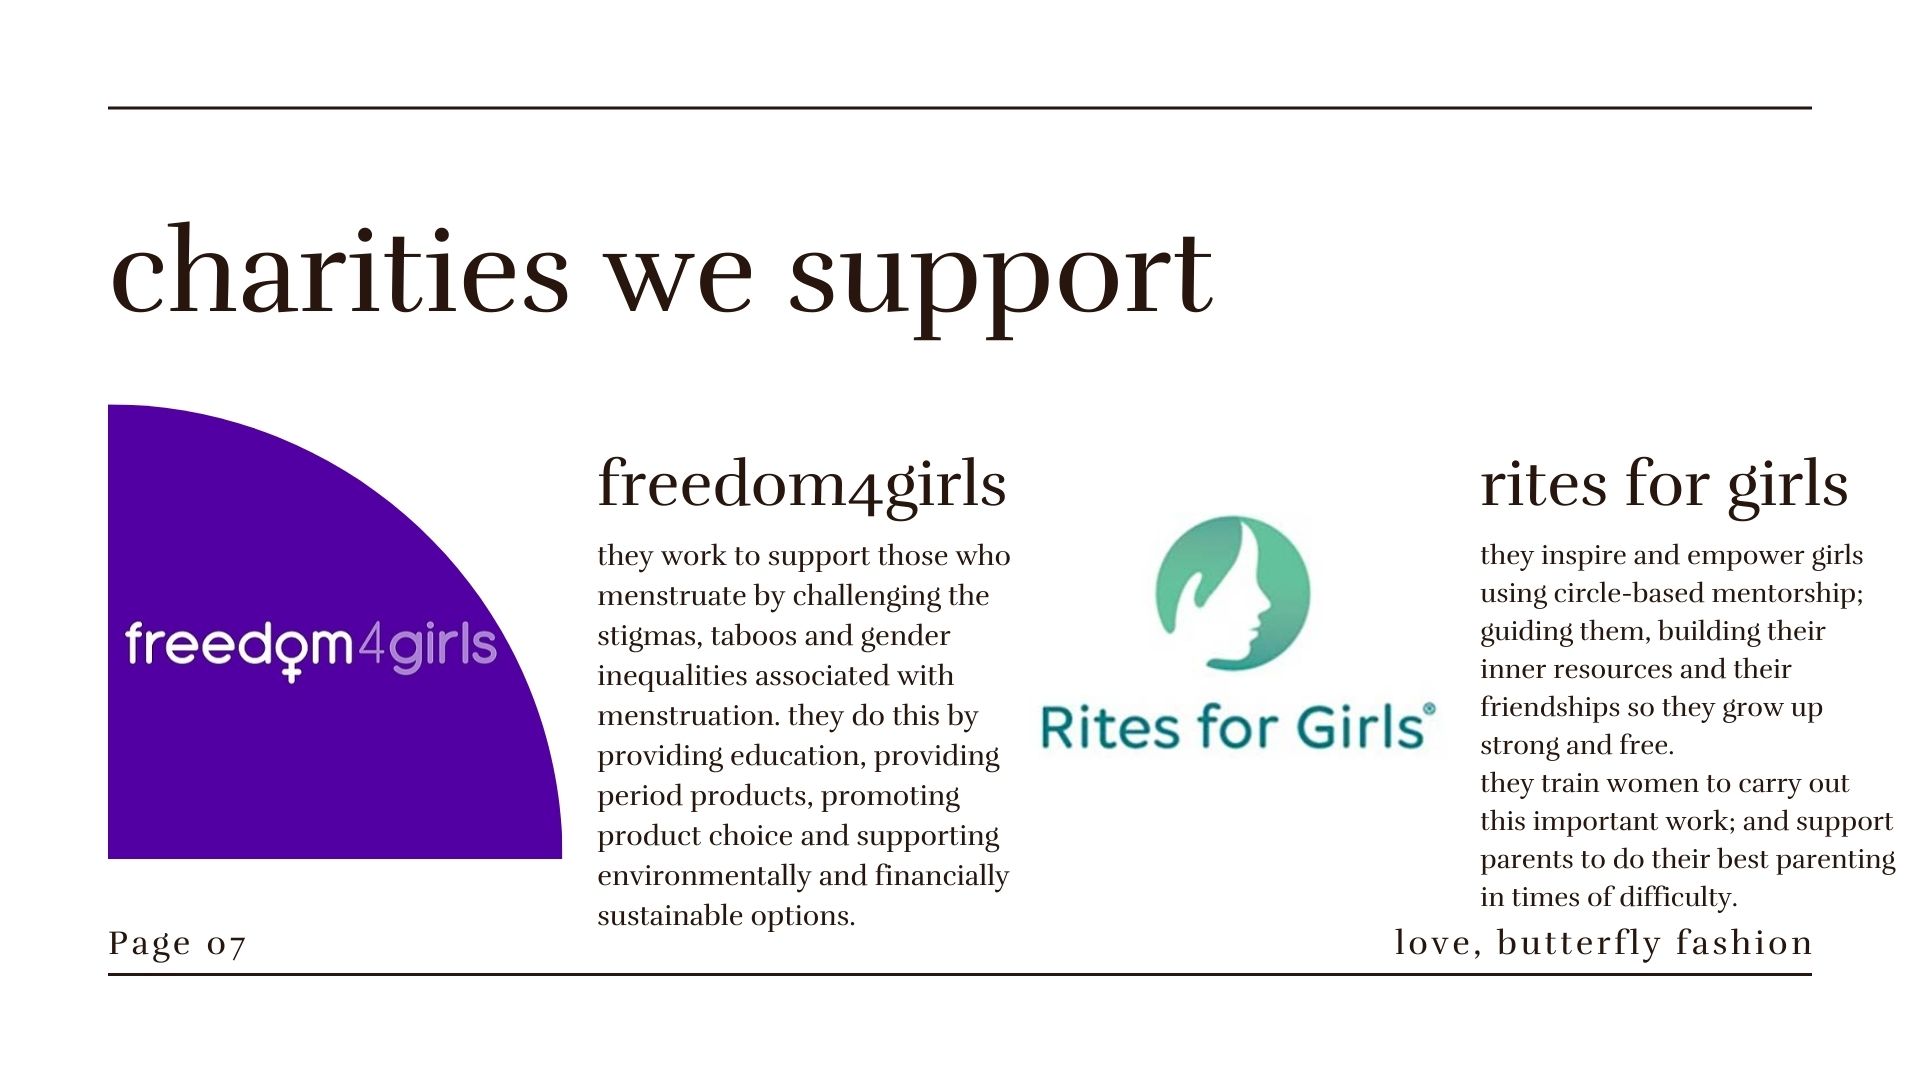 charities we support
freedom4girls
freedom4girls
they work to support those who
menstruate by challenging the
stigmas, taboos and gender
inequalities associated with
menstruation. they do this by
providing education, providing
period products, promoting
product choice and supporting
environmentally and financially
sustainable options.
Rites for Girls®
rites for girls
they inspire and empower girls
using circle-based mentorship;
guiding them, building their
inner resources and their
friendships so they grow up
strong and free.
they train women to carry out
this important work; and support
parents to do their best parenting
in times of difficulty.
Page 07
love, butterfly fashion